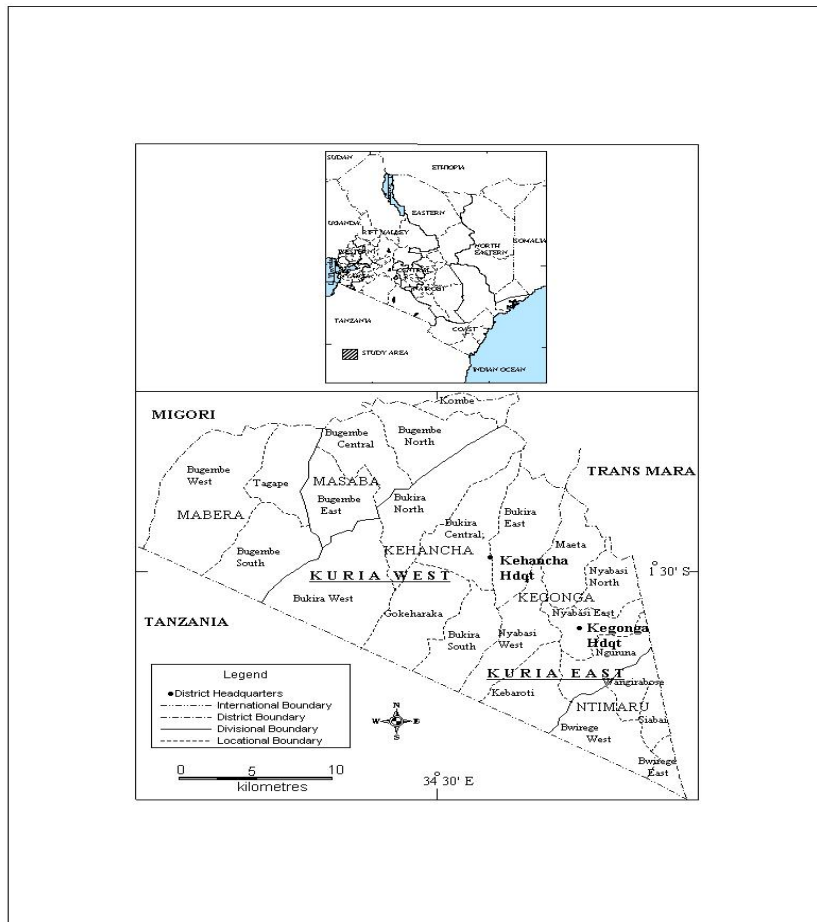 SUDAN
ETHIOPIA
EASTERN
UGANDA
RIFT VALLEY
NORTH
EASTERN
SOMALIA
WESTERN
CENTRAL
NAIROBI
TANZANIA
COAST
STUDY AREA
INDIAN OCEAN
MIGORI
Kombe
Bugembe
Central
Bugembe
North
TRANS MARA
Bugembe
West
Tagape
MASABA
Bugembe
East
Bukira
North
MABERA
Bukira
Central
Bukira
East
Bugembe
South
KEHANCHA
Maeta
Kehancha
Hdqt
Nyabasi
North
1° 30' S
KURIA WEST
Bukira West
KEGONGA
Gokeharaka
Nyabasi East
TANZANIA
Bukira
South
Nyabasi
West
Kegonga
Hdqt
Nguruna
KURIA EAST
Wangirabose
Kebaroti
NTIMARU
Siabai
Bwirege
West
Bwirege
East
Legend
District Headquarters
International Boundary
District Boundary
Divisional Boundary
Locational Boundary
N
W E
S
0 5 10
kilometres
34° 30' E